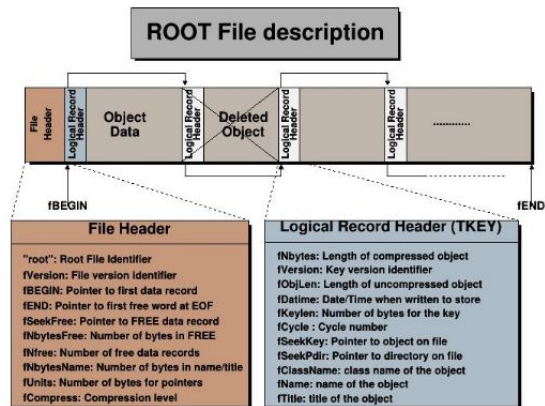 ROOT File description
File Header
Logical Record Header
Object Data
Logical Record Header
Deleted Object
Logical Record Header
Logical Record Header
............
fBEGIN
fEND
File Header
"root": Root File Identifier
fVersion: File version identifier
fBEGIN: Pointer to first data record
fEND: Pointer to first free word at EOF
fSeekFree: Pointer to FREE data record
fNbytesFree: Number of bytes in FREE
fNfree: Number of free data records
fNbytesName: Number of bytes in name/title
fUnits: Number of bytes for pointers
fCompress: Compression level
Logical Record Header (TKEY)
fNbytes: Length of compressed object
fVersion: Key version identifier
fObjLen: Length of uncompressed object
fDatime: Date/Time when written to store
fKeylen: Number of bytes for the key
fCycle : Cycle number
fSeekKey: Pointer to object on file
fSeekPdir: Pointer to directory on file
fClassName: class name of the object
fName: name of the object
fTitle: title of the object